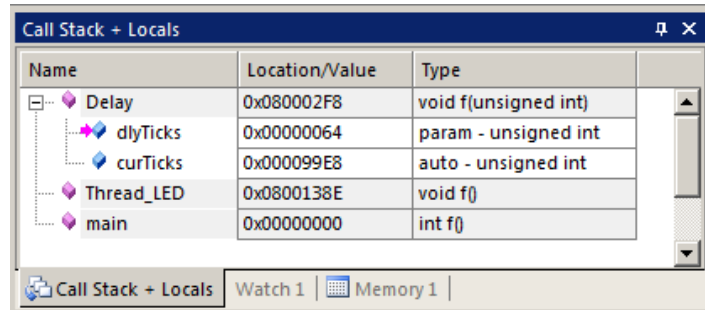 Call Stack + Locals
Name Location/Value Type
Delay 0x080002F8 void f(unsigned int)
dlyTicks 0x00000064 param - unsigned int
curTicks 0x000099E8 auto - unsigned int
Thread_LED 0x0800138E void f()
main 0x00000000 int f()
Call Stack + Locals Watch 1 Memory 1